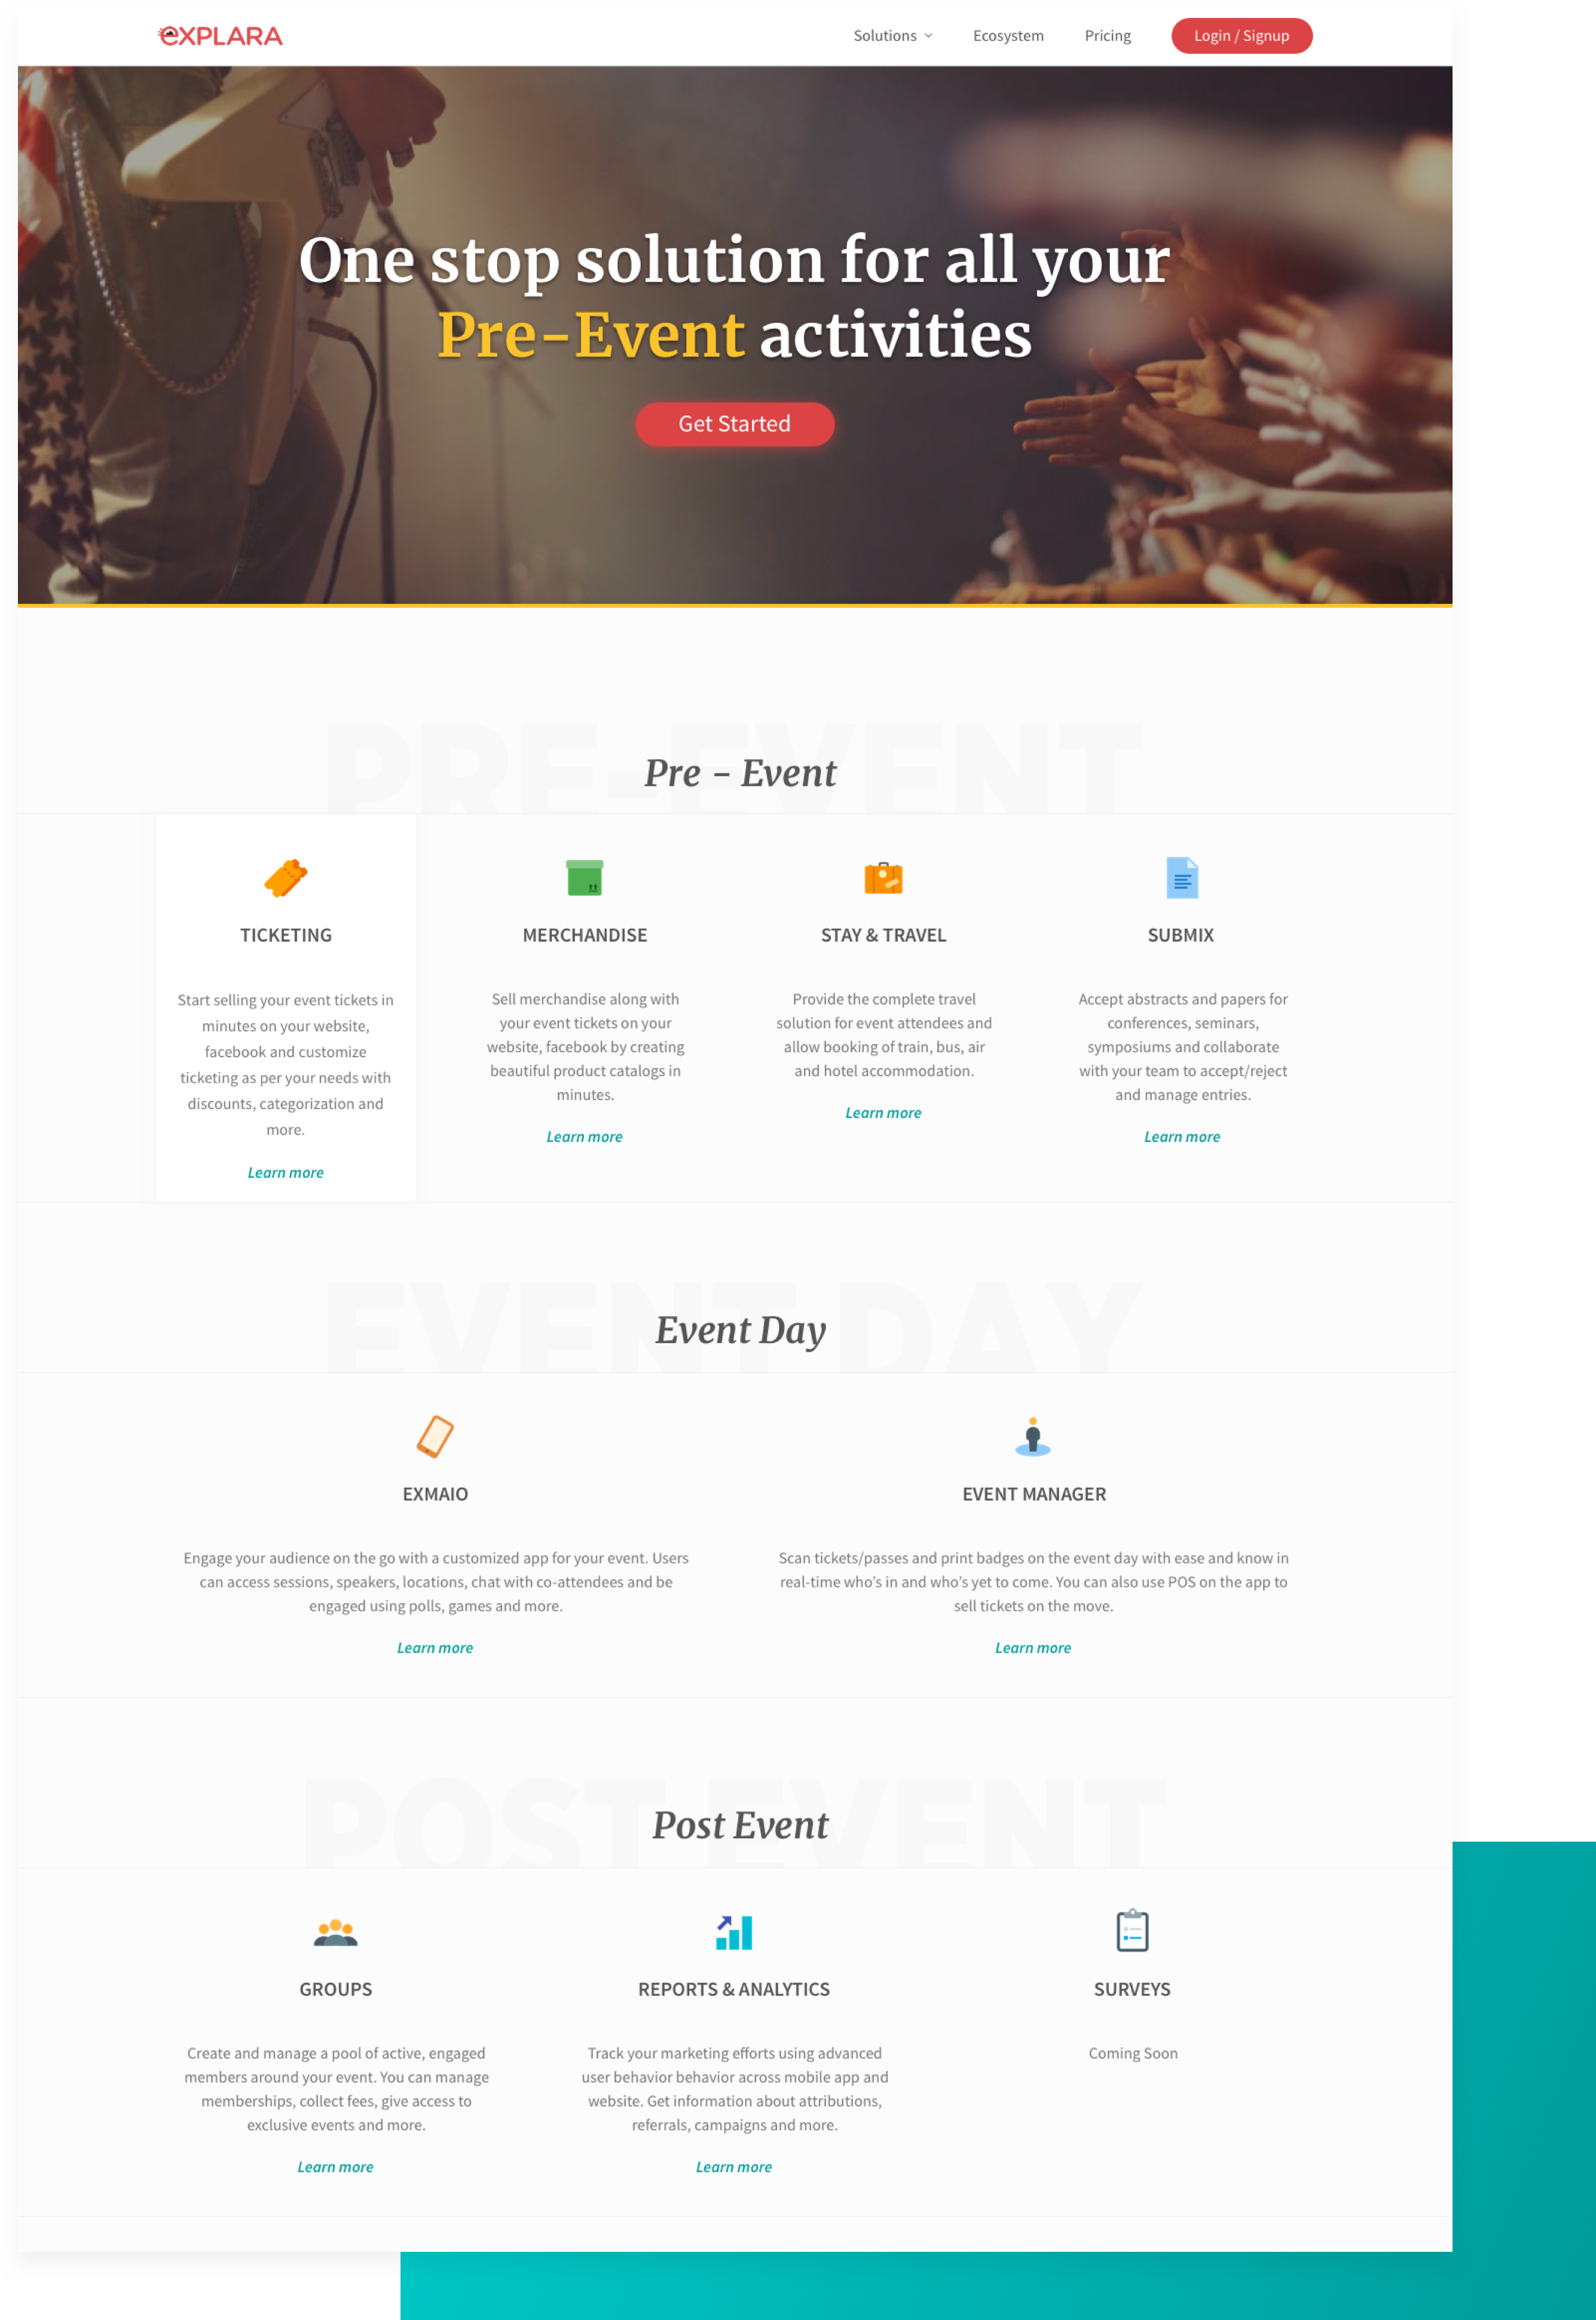 eXPLARA
Solutions Ecosystem Pricing Login / Signup
One stop solution for all your
Pre-Event activities
Get Started
PRE-EVENT
Pre - Event
TICKETING
Start selling your event tickets in
minutes on your website,
facebook and customize
ticketing as per your needs with
discounts, categorization and
more.
Learn more
MERCHANDISE
Sell merchandise along with
your event tickets on your
website, facebook by creating
beautiful product catalogs in
minutes.
Learn more
STAY & TRAVEL
Provide the complete travel
solution for event attendees and
allow booking of train, bus, air
and hotel accommodation.
Learn more
SUBMIX
Accept abstracts and papers for
conferences, seminars,
symposiums and collaborate
with your team to accept/reject
and manage entries.
Learn more
EVENT DAY
Event Day
EXMAIO
Engage your audience on the go with a customized app for your event. Users
can access sessions, speakers, locations, chat with co-attendees and be
engaged using polls, games and more.
Learn more
EVENT MANAGER
Scan tickets/passes and print badges on the event day with ease and know in
real-time who's in and who's yet to come. You can also use POS on the app to
sell tickets on the move.
Learn more
POST EVENT
Post Event
GROUPS
Create and manage a pool of active, engaged
members around your event. You can manage
memberships, collect fees, give access to
exclusive events and more.
Learn more
REPORTS & ANALYTICS
Track your marketing efforts using advanced
user behavior behavior across mobile app and
website. Get information about attributions,
referrals, campaigns and more.
Learn more
SURVEYS
Coming Soon